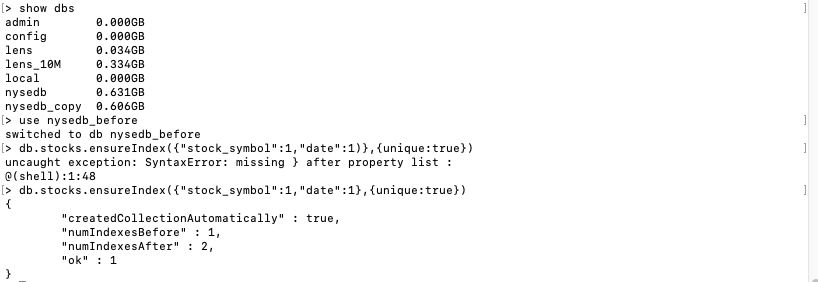 [> show dbs ]
admin 0.000GB
config 0.000GB
lens 0.034GB
lens_10M 0.334GB
local 0.000GB
nysedb 0.631GB
nysedb_copy 0.606GB
[> use nysedb_before ]
switched to db nysedb_before
[> db.stocks.ensureIndex({"stock_symbol":1,"date":1)},{unique:true}) ]
uncaught exception: SyntaxError: missing } after property list :
@(shell):1:48
[> db.stocks.ensureIndex({"stock_symbol":1,"date":1},{unique:true}) ]
{
"createdCollectionAutomatically" : true,
"numIndexesBefore" : 1,
"numIndexesAfter" : 2,
"ok" : 1
}